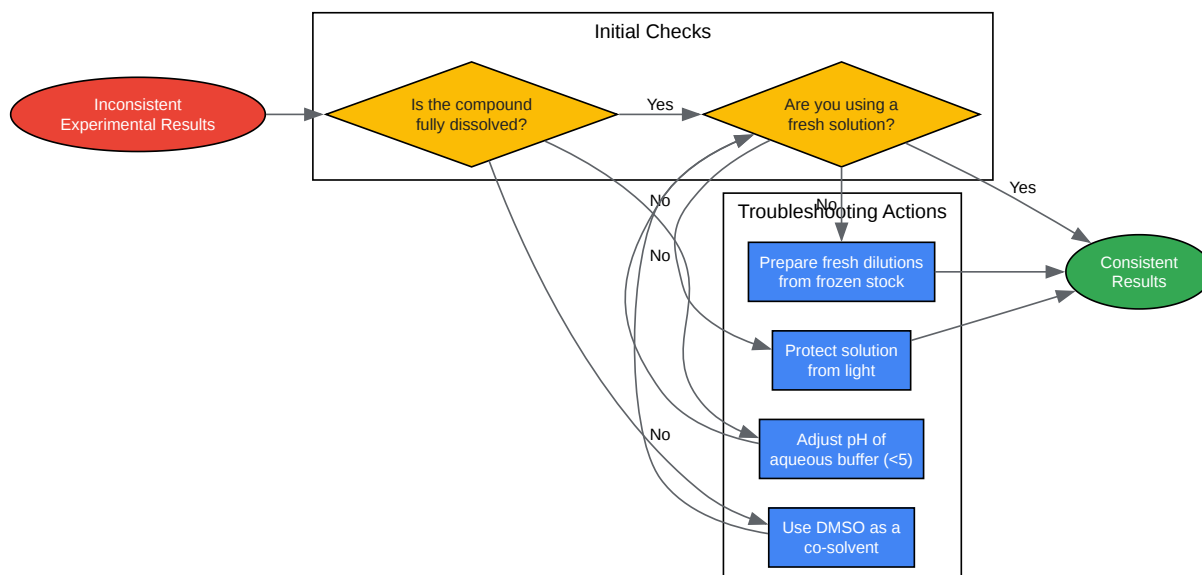 Initial Checks
Inconsistent
Experimental Results
Is the compound
fully dissolved?
Yes
Are you using a
fresh solution?
Yes
No
No
No
No
Troubleshooting Actions
Prepare fresh dilutions
from frozen stock
Consistent
Results
Protect solution
from light
Adjust pH of
aqueous buffer (<5)
Use DMSO as a
co-solvent